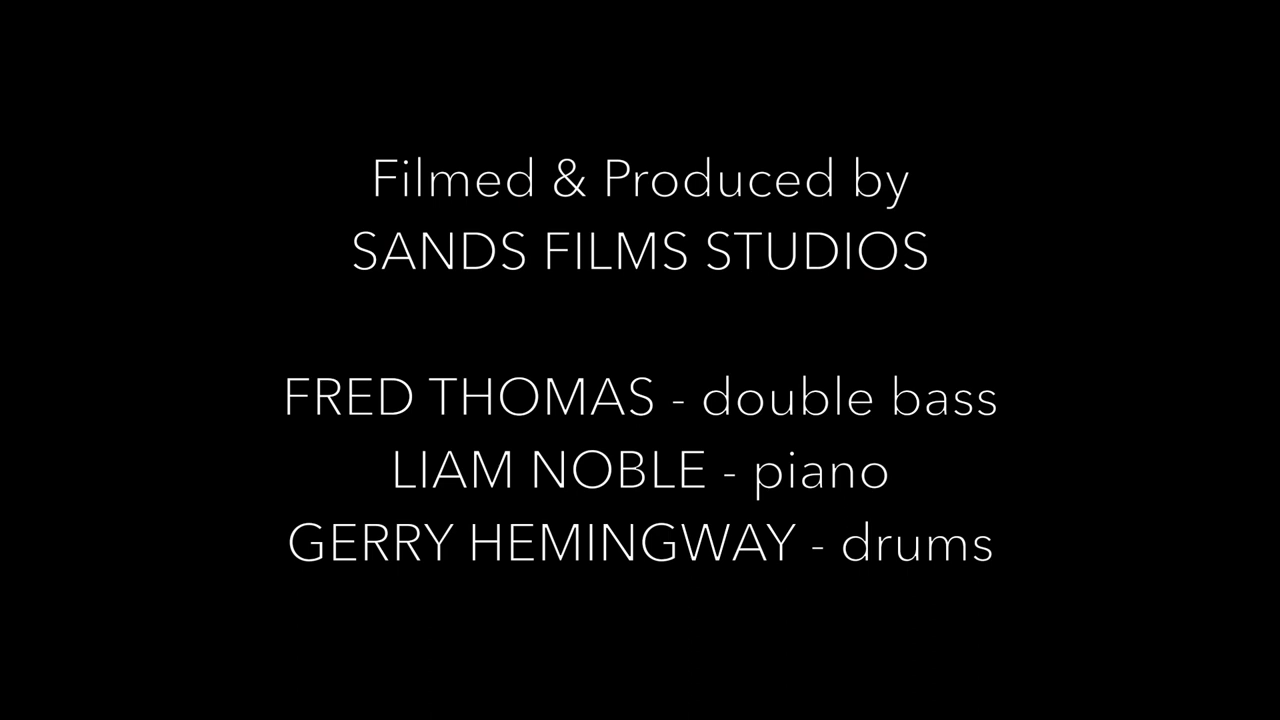 Filmed & Produced by
SANDS FILMS STUDIOS
FRED THOMAS - double bass
LIAM NOBLE - piano
GERRY HEMINGWAY - drums